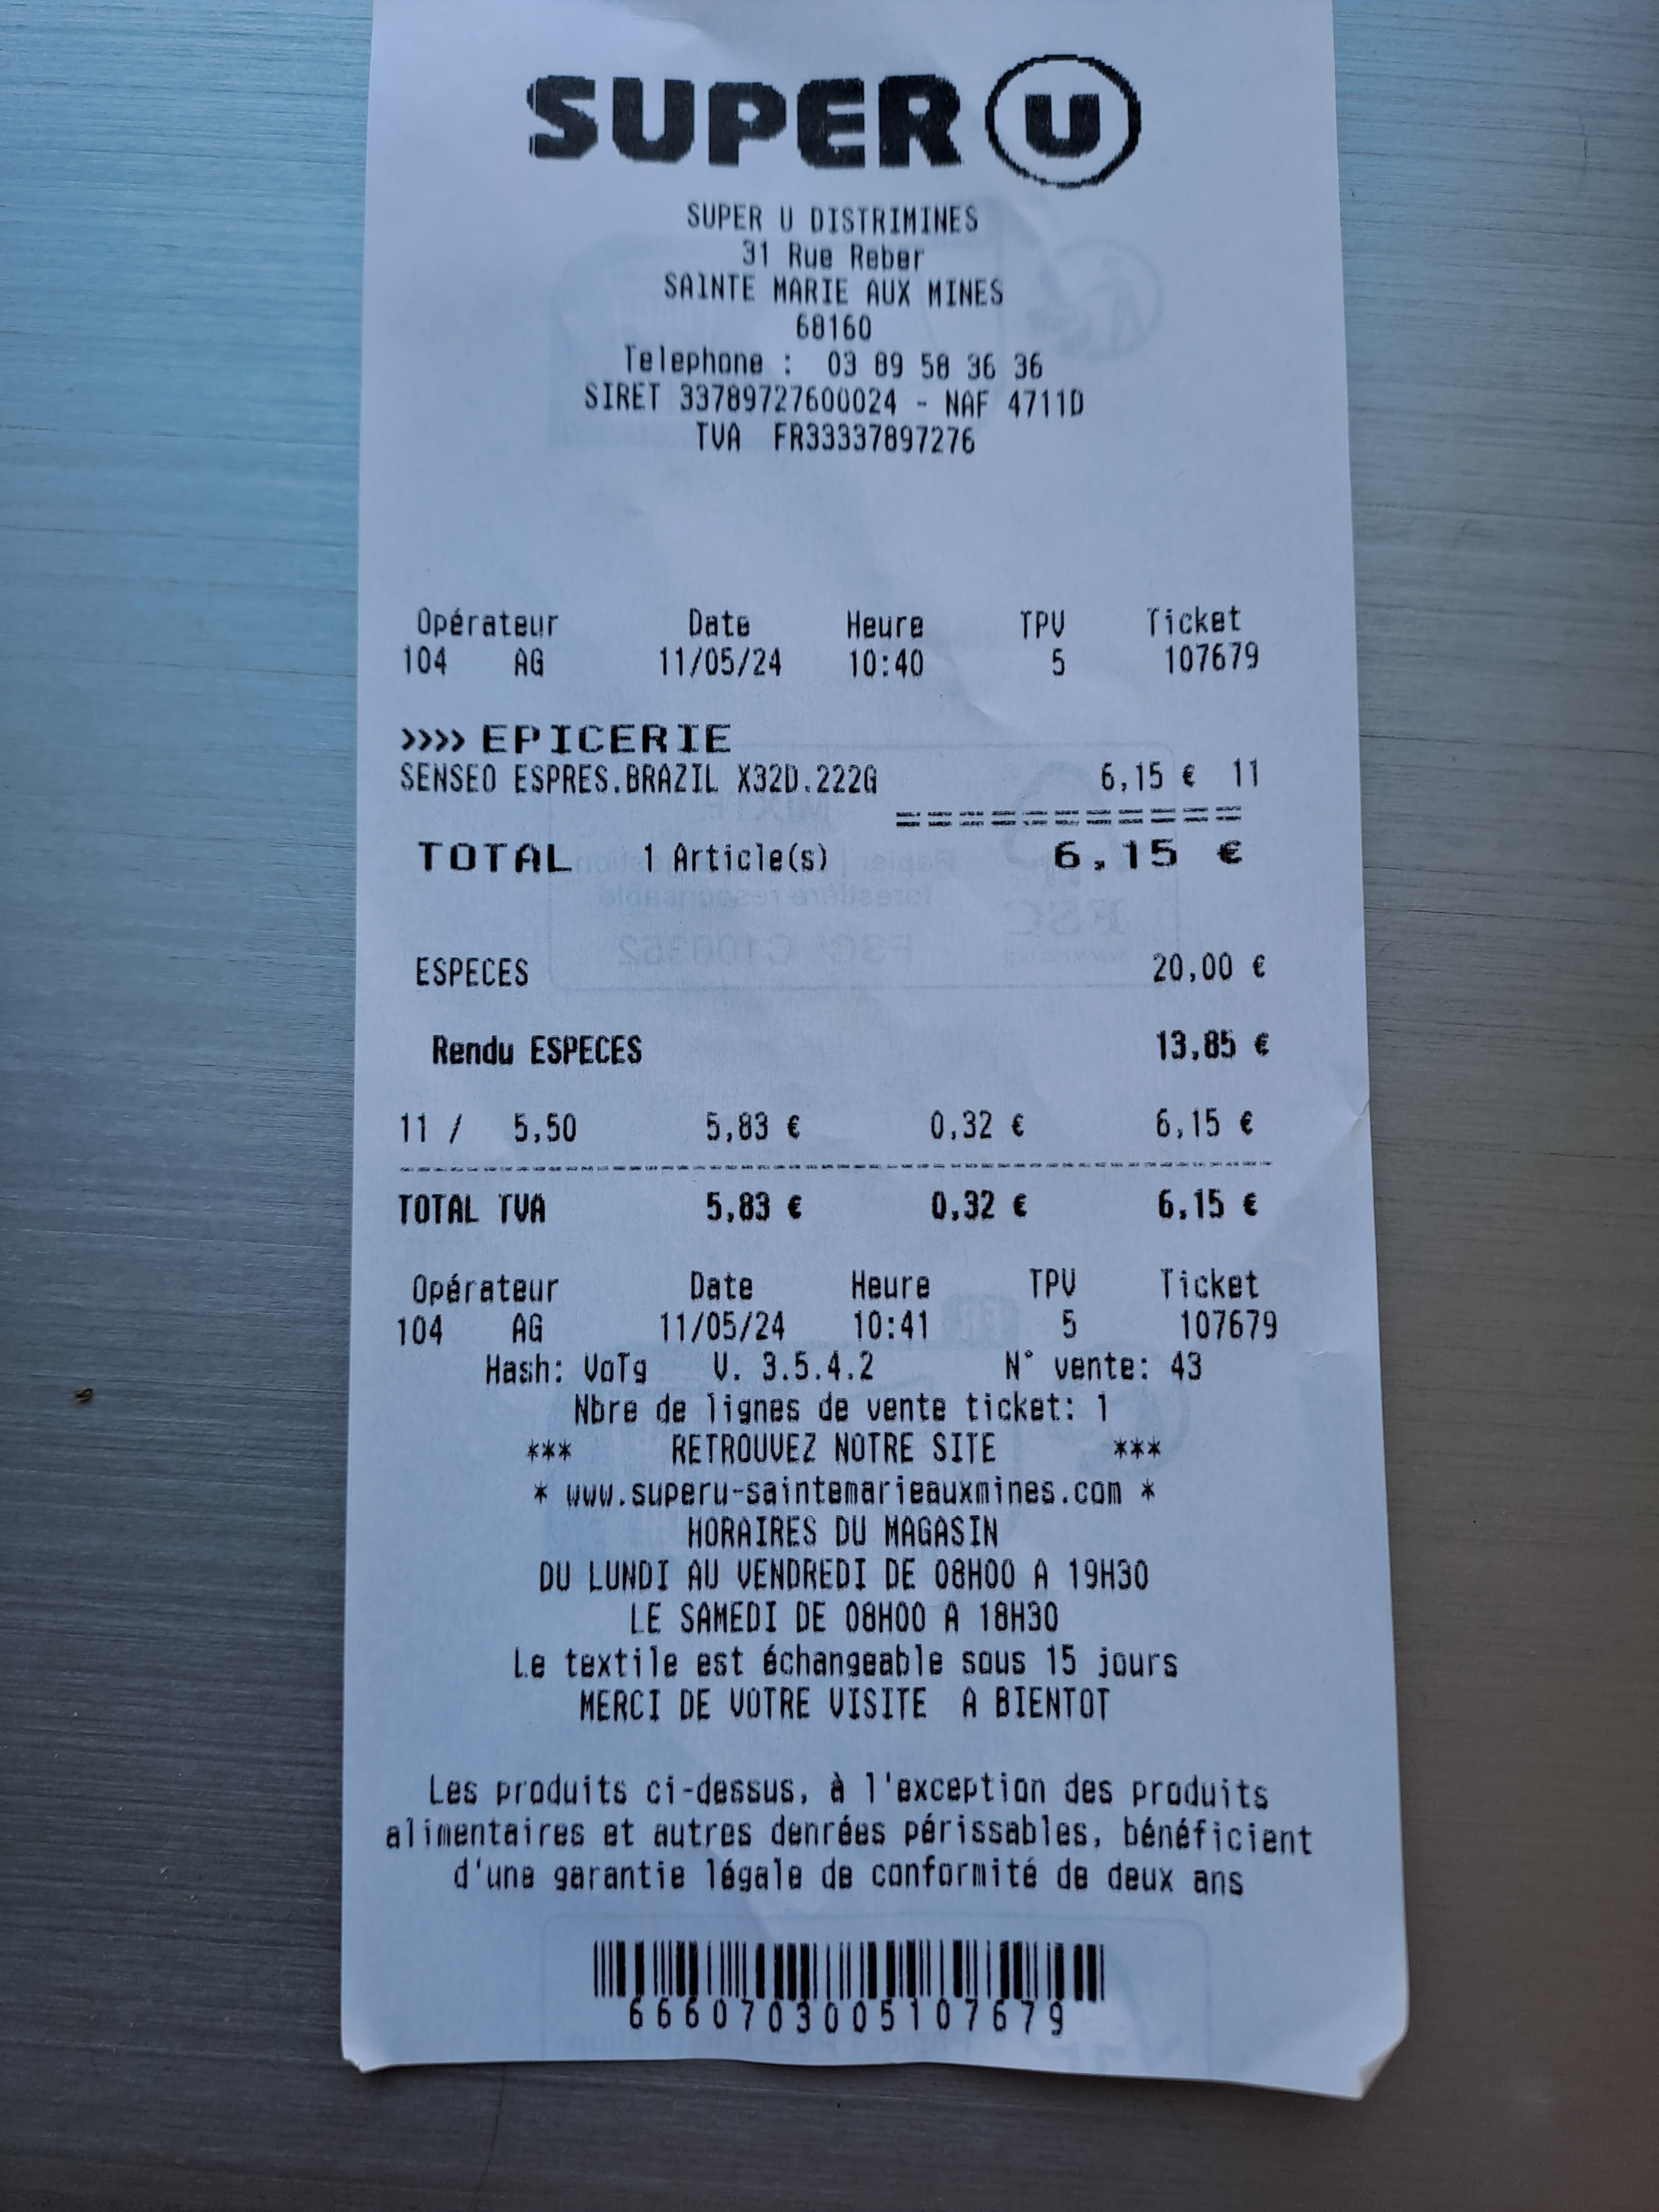 SUPER U
SUPER U DISTRIMINES
31 Rue Reber
SAINTE MARIE AUX MINES
68160
Telephone : 03 89 58 36 36
SIRET 33789727600024 - NAF 4711D
TVA FR33337897276
Opérateur Date Heure TPV Ticket
104 AG 11/05/24 10:40 5 107679
>>>> EPICERIE
SENSEO ESPRES.BRAZIL X32D.222G 6,15 € 11
TOTAL 1 Article(s) 6,15 €
ESPECES 20,00 €
Rendu ESPECES 13,85 €
11 / 5,50 5,83 € 0,32 € 6,15 €
TOTAL TVA 5,83 € 0,32 € 6,15 €
Opérateur Date Heure TPV Ticket
104 AG 11/05/24 10:41 5 107679
Hash: VoTg V. 3.5.4.2 N° vente: 43
Nbre de lignes de vente ticket: 1
*** RETROUVEZ NOTRE SITE ***
* www.superu-saintemarieauxmines.com *
HORAIRES DU MAGASIN
DU LUNDI AU VENDREDI DE 08H00 A 19H30
LE SAMEDI DE 08H00 A 18H30
Le textile est échangeable sous 15 jours
MERCI DE VOTRE VISITE A BIENTOT
Les produits ci-dessus, à l'exception des produits
alimentaires et autres denrées périssables, bénéficient
d'une garantie légale de conformité de deux ans
6660703005107679